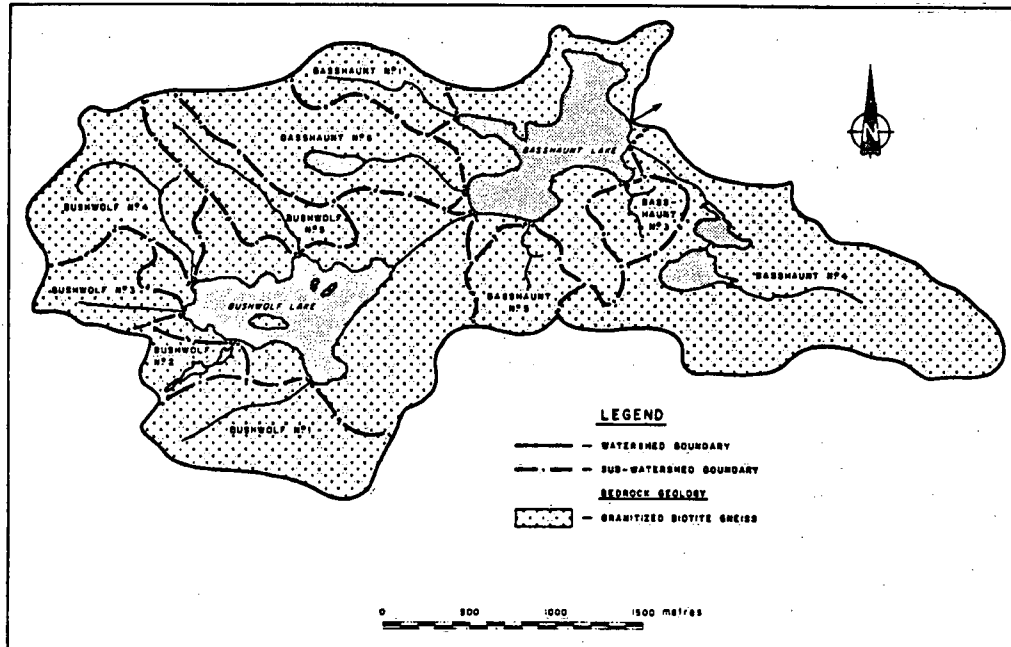 BASSHAUNT Nº1
BASSHAUNT Nº6
BASSHAUNT LAKE
BUSHWOLF Nº4
BUSHWOLF
Nº5
BASS-
HAUNT
Nº3
BUSHWOLF Nº3
BASSHAUNT Nº4
BUSHWOLF LAKE
BASSHAUNT
Nº5
BUSHWOLF
Nº2
BUSHWOLF Nº1
N
LEGEND
— WATERSHED BOUNDARY
— SUB-WATERSHED BOUNDARY
BEDROCK GEOLOGY
— GRANITIZED BIOTITE GNEISS
0 500 1000 1500 metres